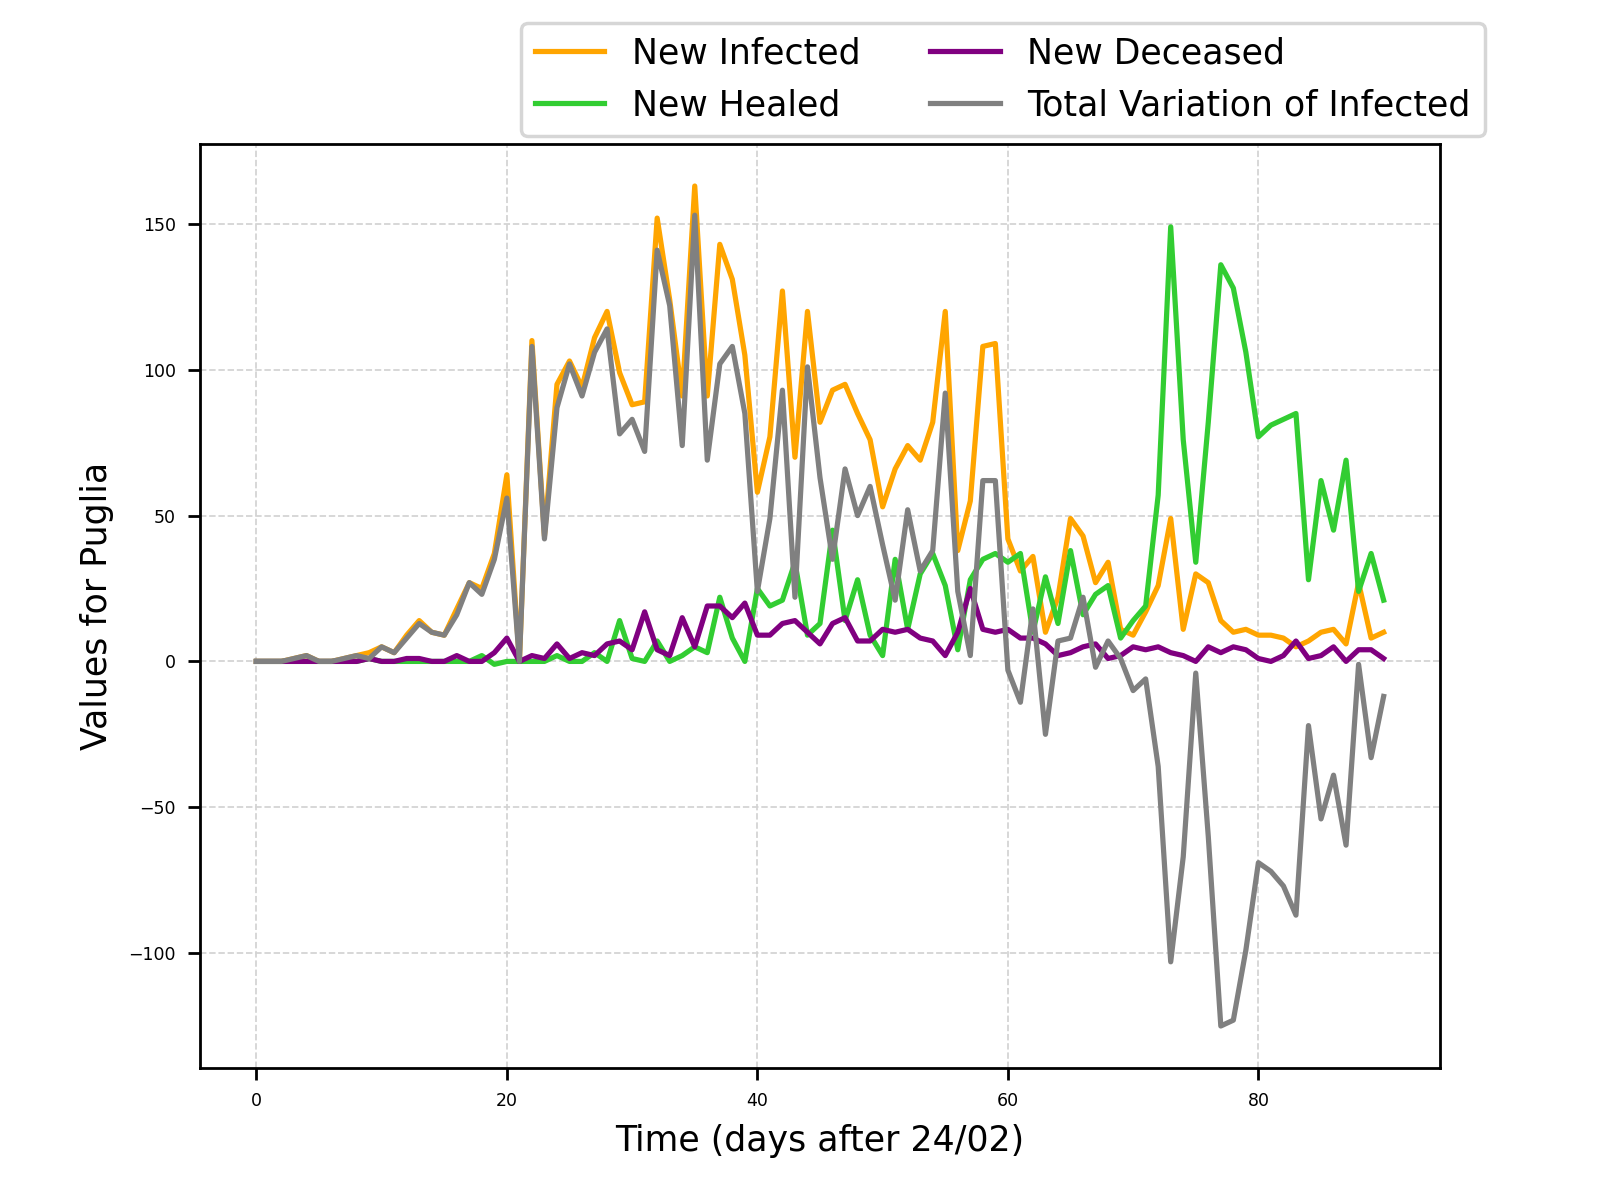 New Infected
New Healed
New Deceased
Total Variation of Infected
Values for Puglia
150
100
50
0
−50
−100
0
20
40
60
80
Time (days after 24/02)